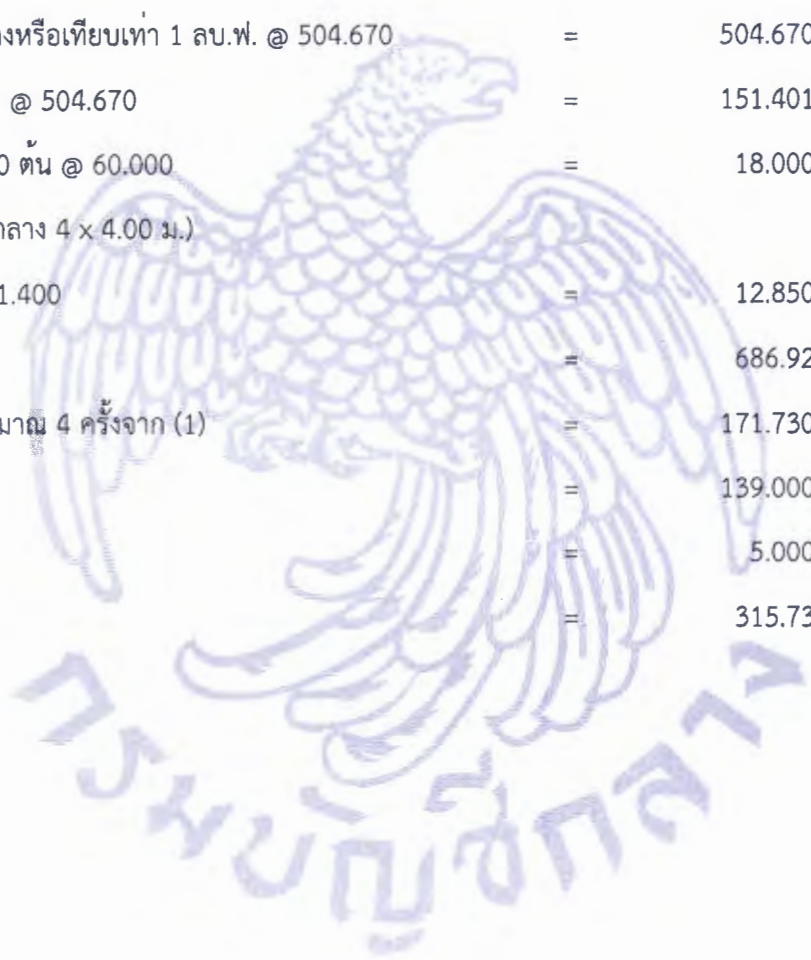 งหรือเทียบเท่า 1 ลบ.ฟ. @ 504.670 = 504.670
@ 504.670 = 151.401
0 ต้น @ 60.000 = 18.000
กลาง 4 x 4.00 ม.)
1.400 = 12.850
= 686.92
มาณ 4 ครั้งจาก (1) = 171.730
= 139.000
= 5.000
= 315.73
กรมบัญชีกลาง